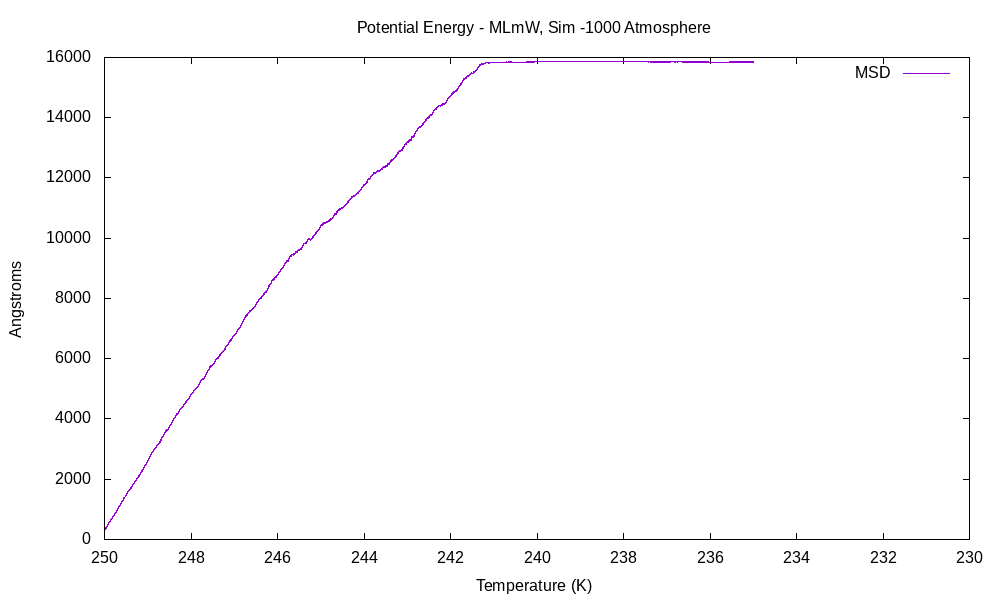 Potential Energy - MLmW, Sim -1000 Atmosphere
16000
14000
12000
10000
8000
6000
4000
2000
0
MSD
Angstroms
250 248 246 244 242 240 238 236 234 232 230
Temperature (K)